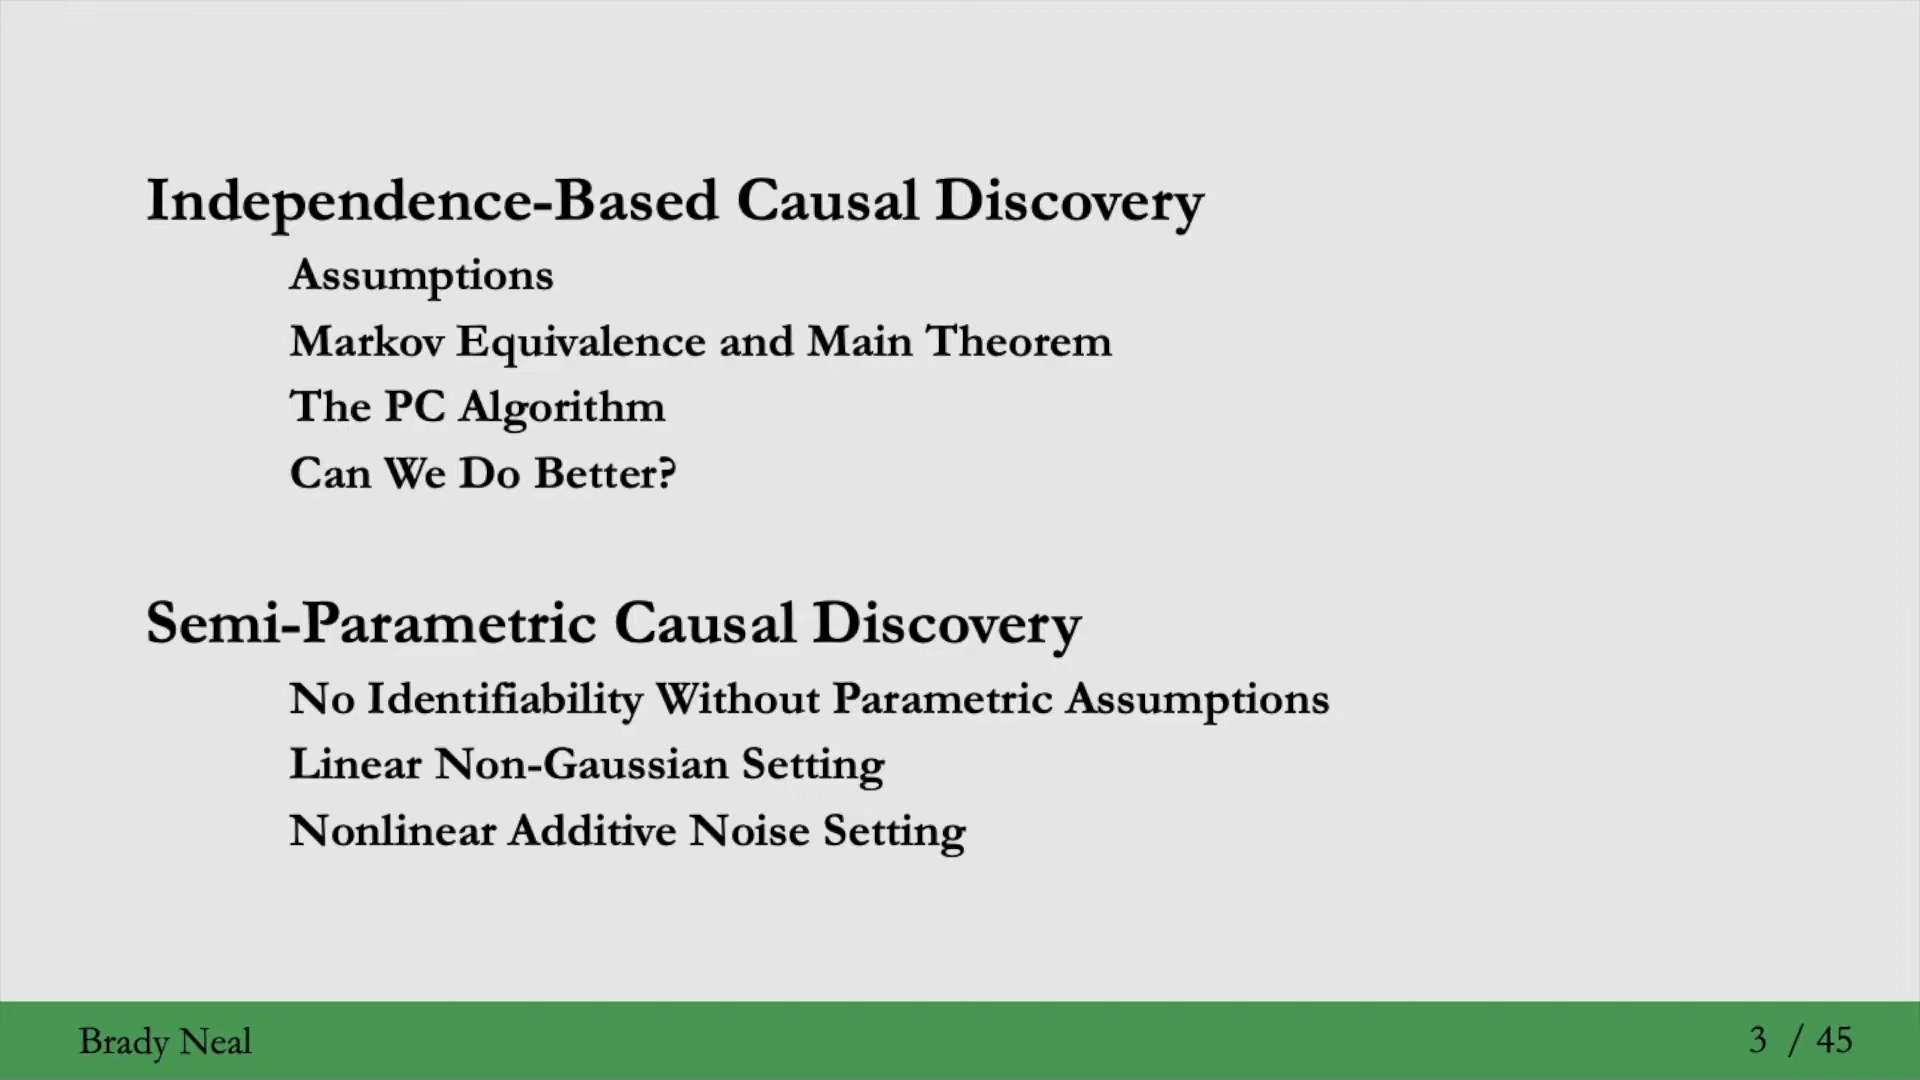 Independence-Based Causal Discovery
Assumptions
Markov Equivalence and Main Theorem
The PC Algorithm
Can We Do Better?
Semi-Parametric Causal Discovery
No Identifiability Without Parametric Assumptions
Linear Non-Gaussian Setting
Nonlinear Additive Noise Setting
Brady Neal
3 / 45